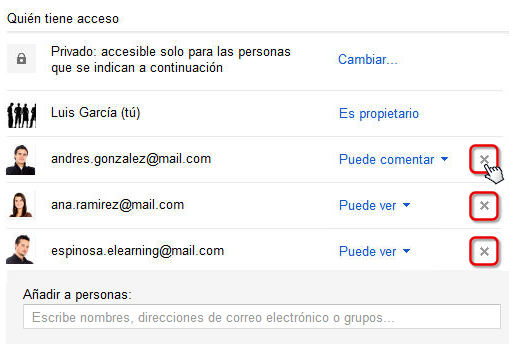 Quién tiene acceso
Privado: accesible solo para las personas
que se indican a continuación
Cambiar...
Luis García (tú)
Es propietario
andres.gonzalez@mail.com
Puede comentar
ana.ramirez@mail.com
Puede ver
espinosa.elearning@mail.com
Puede ver
Añadir a personas:
Escribe nombres, direcciones de correo electrónico o grupos...